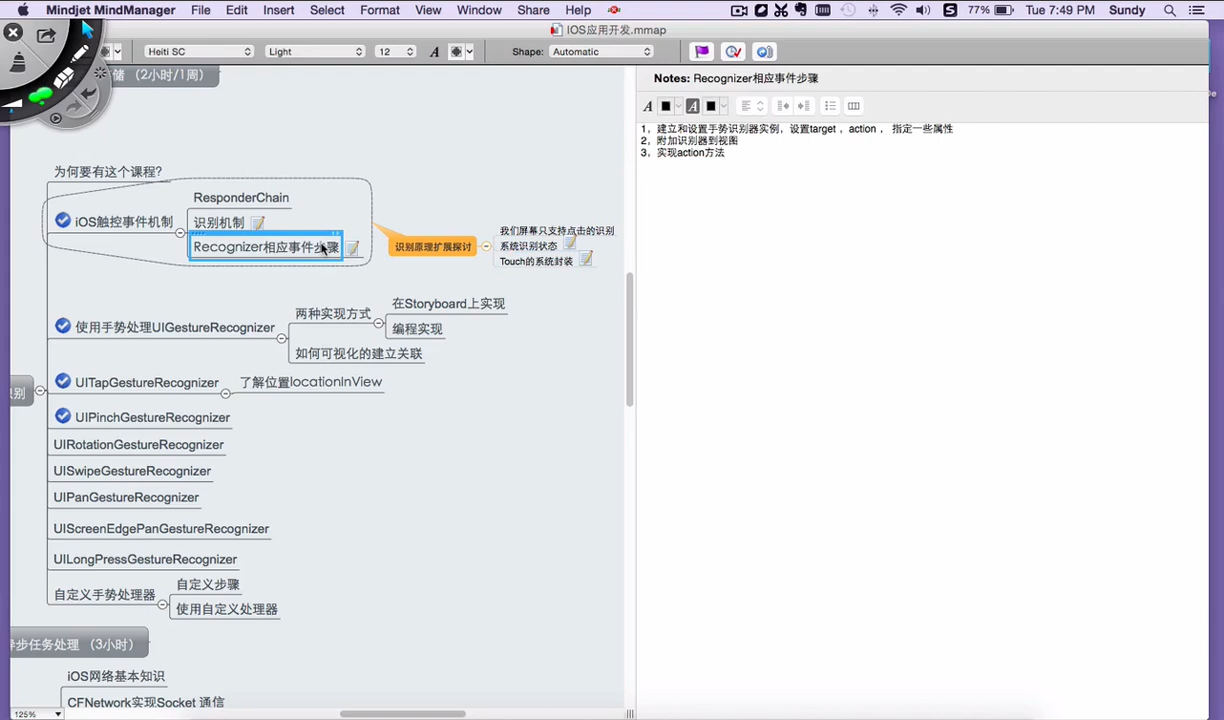 Mindjet MindManager File Edit Insert Select Format View Window Share Help 77% Tue 7:49 PM Sundy
IOS应用开发.mmap
Heiti SC Light 12 A Shape: Automatic
储 （2小时/1周）
Notes: Recognizer相应事件步骤
1，建立和设置手势识别器实例，设置target ，action ， 指定一些属性
2，附加识别器到视图
3，实现action方法
为何要有这个课程?
iOS触控事件机制
ResponderChain
识别机制
Recognizer相应事件步骤
识别原理扩展探讨
我们屏幕只支持点击的识别
系统识别状态
Touch的系统封装
使用手势处理UIGestureRecognizer
两种实现方式
在Storyboard上实现
编程实现
如何可视化的建立关联
识别
UITapGestureRecognizer
了解位置locationInView
UIPinchGestureRecognizer
UIRotationGestureRecognizer
UISwipeGestureRecognizer
UIPanGestureRecognizer
UIScreenEdgePanGestureRecognizer
UILongPressGestureRecognizer
自定义手势处理器
自定义步骤
使用自定义处理器
步任务处理 （3小时）
iOS网络基本知识
CFNetwork实现Socket 通信
125%